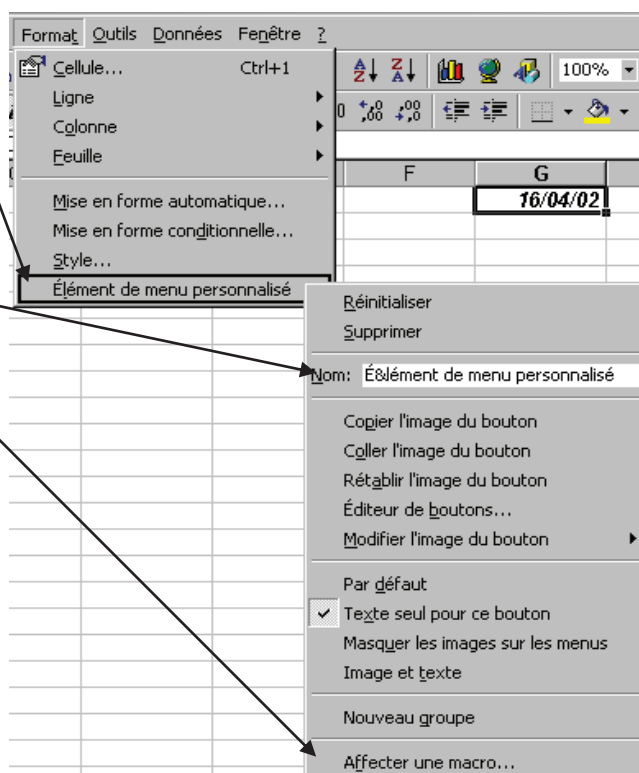 Format Outils Données Fenêtre ?
Cellule... Ctrl+1
100%
Ligne
Colonne
Feuille
F G
Mise en forme automatique...
16/04/02
Mise en forme conditionnelle...
Style...
Élément de menu personnalisé
Réinitialiser
Supprimer
Nom: É&lément de menu personnalisé
Copier l'image du bouton
Coller l'image du bouton
Rétablir l'image du bouton
Éditeur de boutons...
Modifier l'image du bouton
Par défaut
Texte seul pour ce bouton
Masquer les images sur les menus
Image et texte
Nouveau groupe
Affecter une macro...